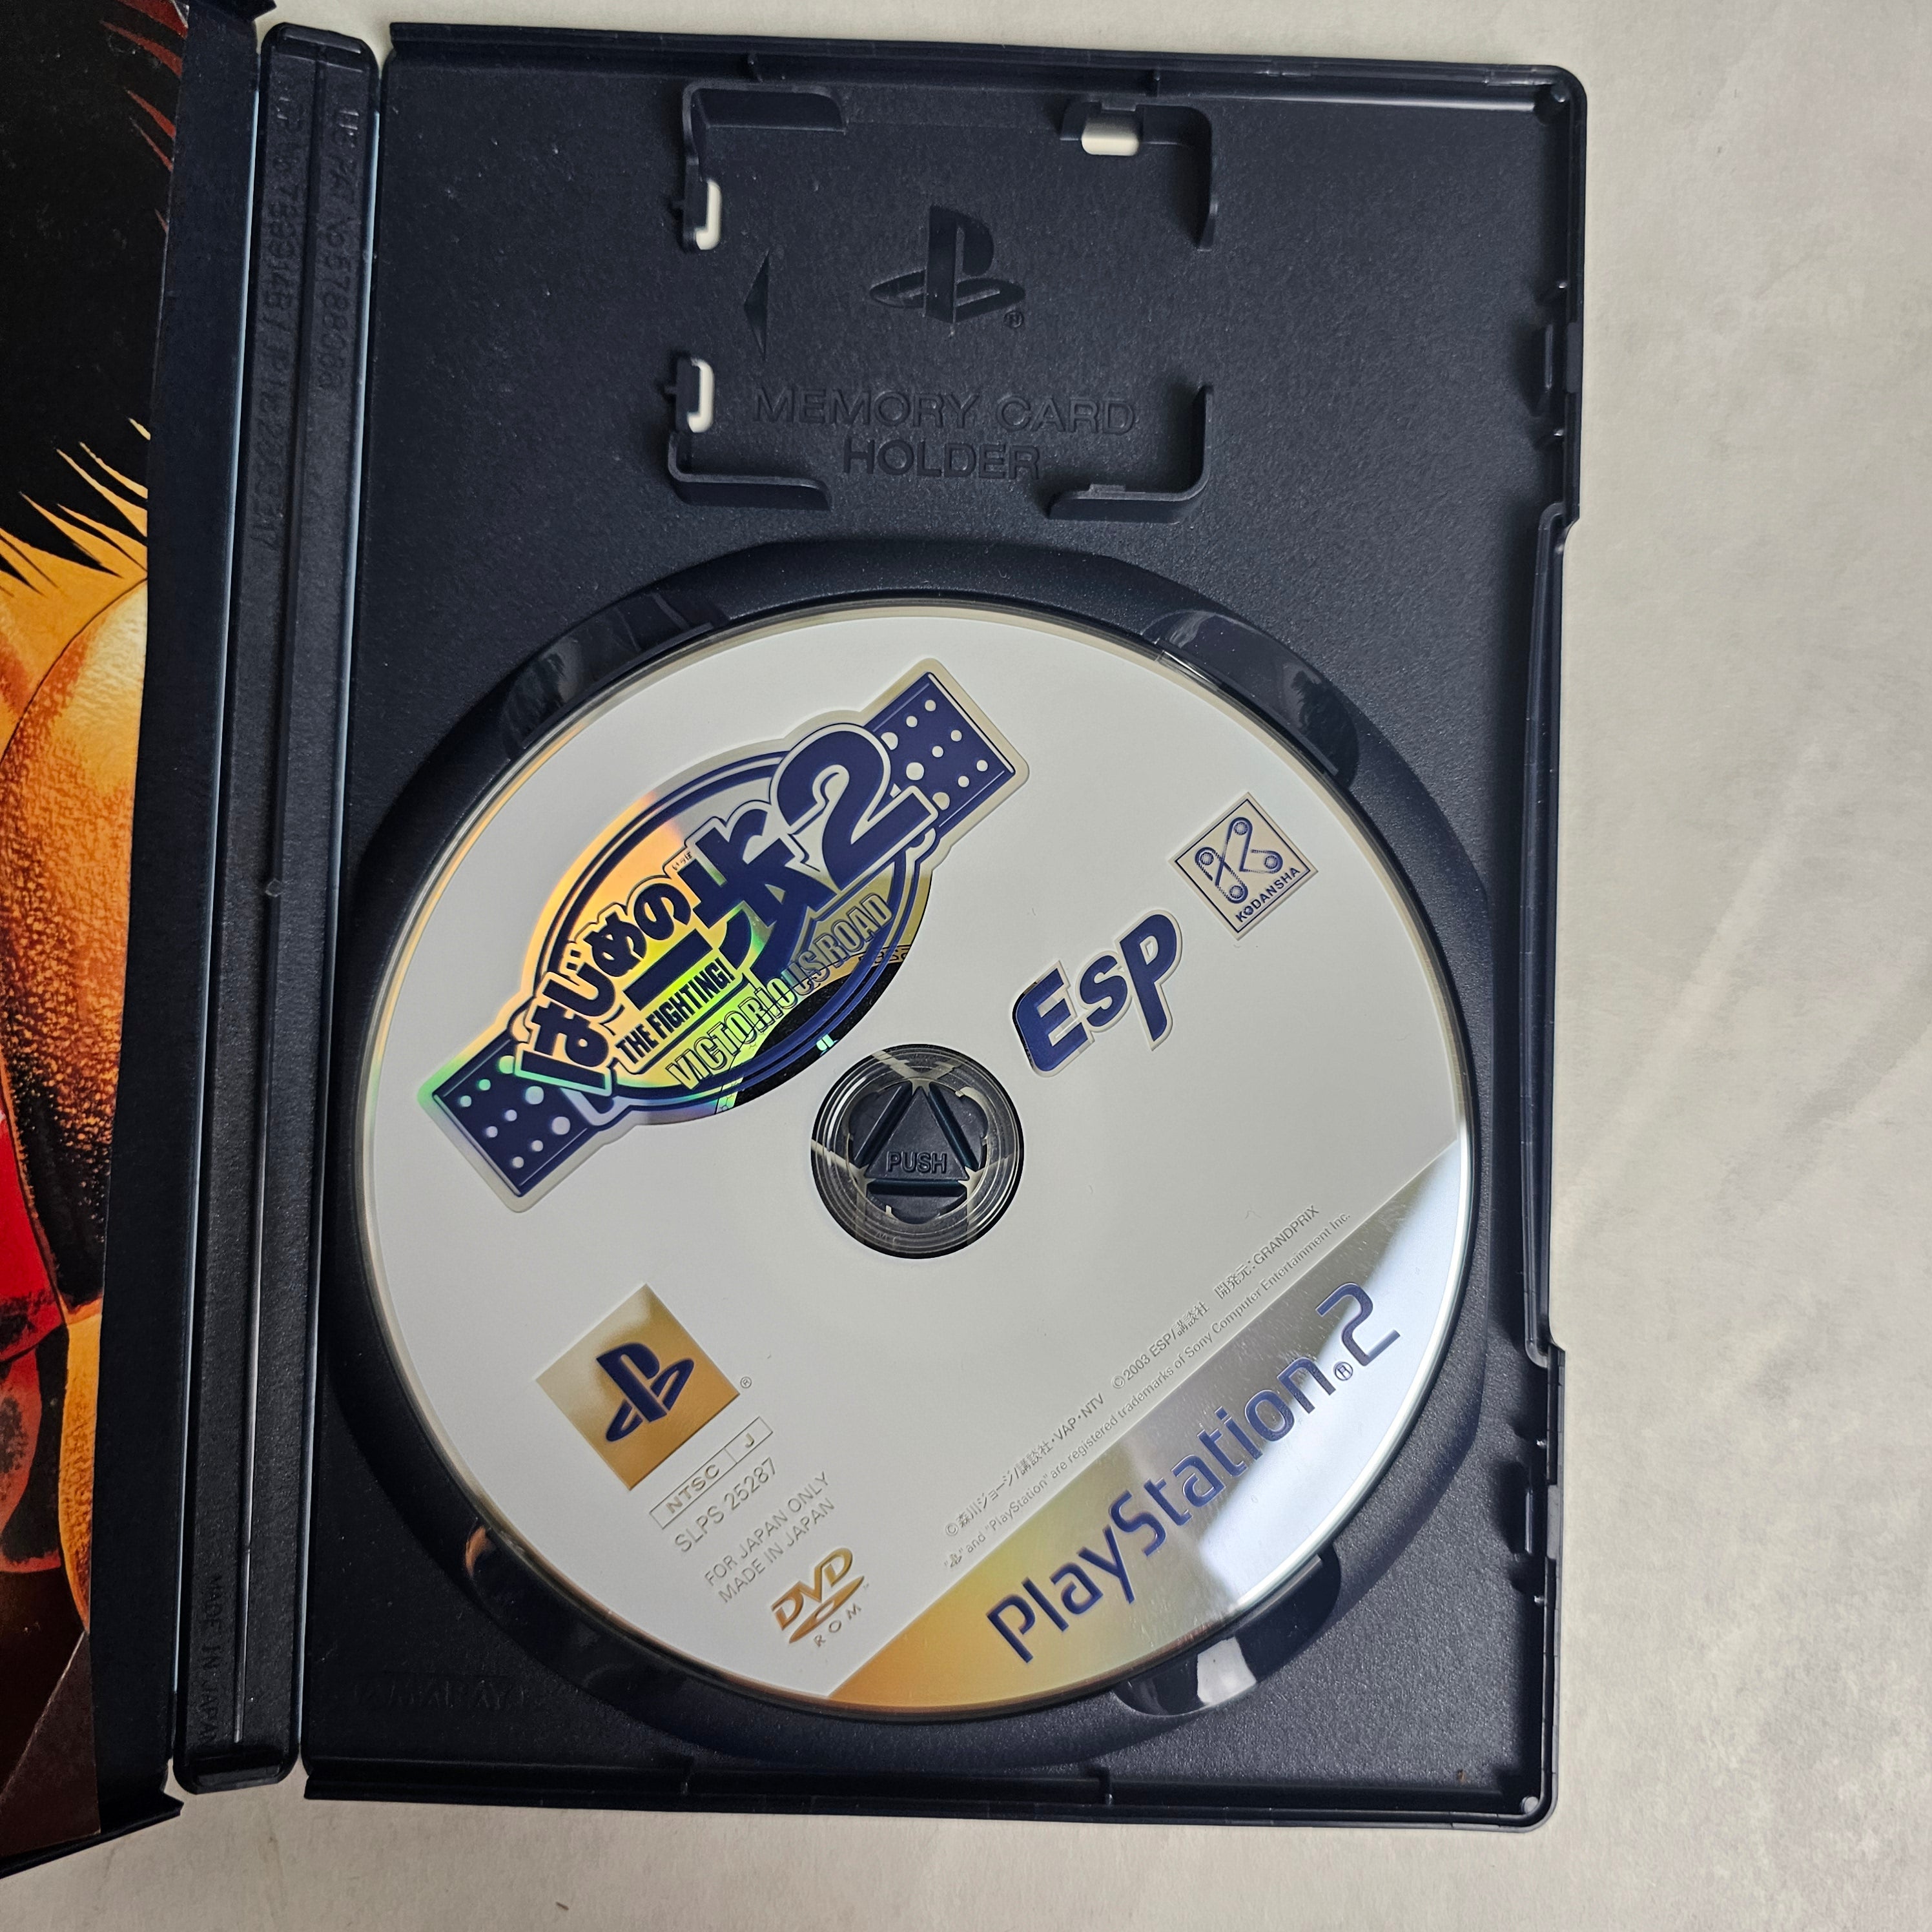 MEMORY CARD
HOLDER
はじめの
一歩2
THE FIGHTING!
VICTORIOUS ROAD
KODANSHA
ESP
PUSH
®
NTSC J
SLPS 25287
FOR JAPAN ONLY
MADE IN JAPAN
DVD
ROM
©森川ジョージ/講談社・VAP・NTV ©2003 ESP/講談社 開発元:GRANDPRIX
and "PlayStation" are registered trademarks of Sony Computer Entertainment Inc.
PlayStation®2
MADE IN JAPAN